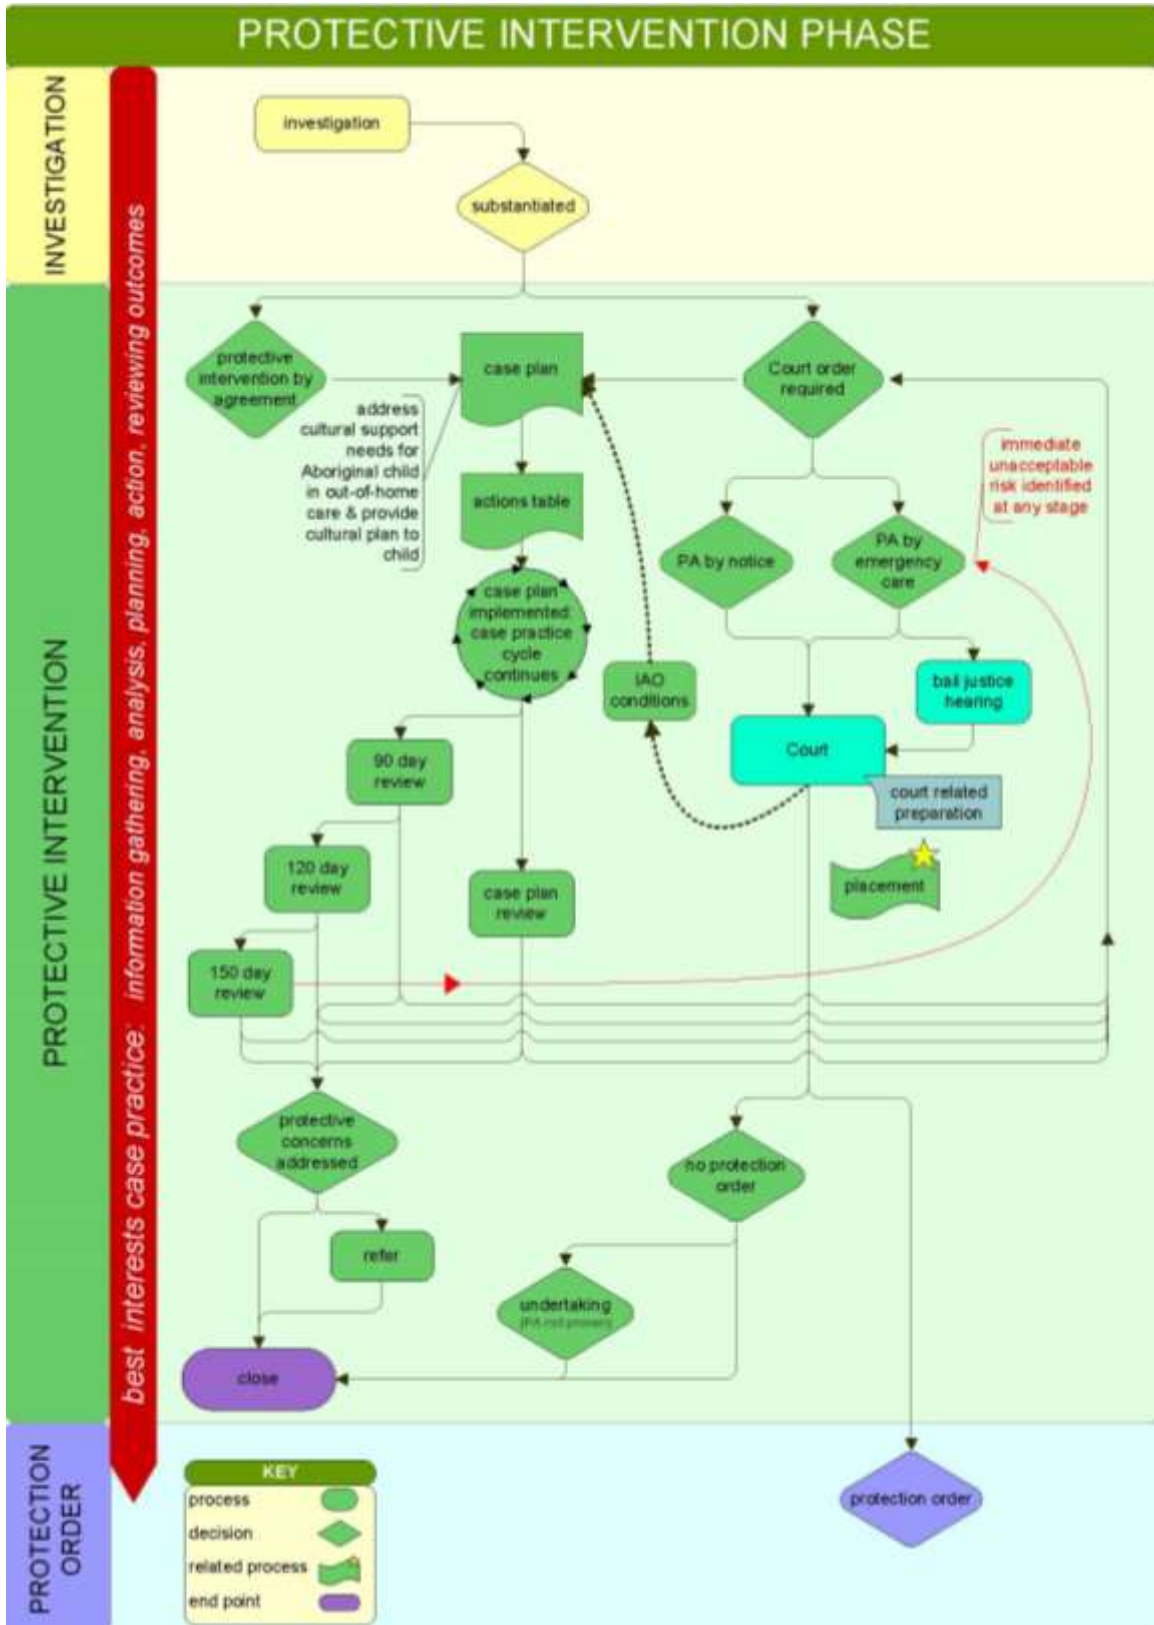 PROTECTIVE INTERVENTION PHASE
INVESTIGATION
PROTECTIVE INTERVENTION
PROTECTION
ORDER
best interests case practice: information gathering, analysis, planning, action, reviewing outcomes
investigation
substantiated
protective
intervention by
agreement
case plan
Court order
required
address
cultural support
needs for
Aboriginal child
in out-of-home
care & provide
cultural plan to
child
immediate
unacceptable
risk identified
at any stage
actions table
PA by notice
PA by
emergency
care
case plan
implemented:
case practice
cycle
continues
IAO
conditions
bail justice
hearing
Court
90 day
review
court related
preparation
120 day
review
case plan
review
placement
150 day
review
protective
concerns
addressed
no protection
order
refer
undertaking
(PA not proven)
close
protection order
KEY
process
decision
related process
end point